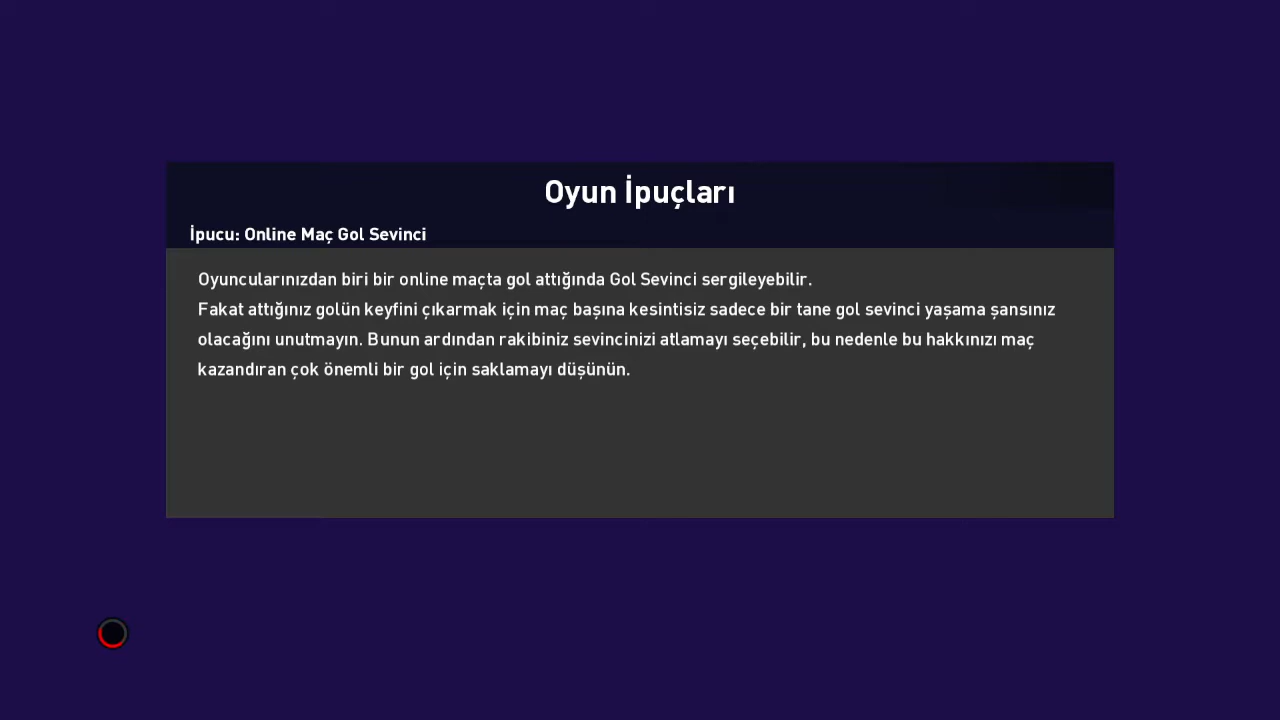 Oyun İpuçları
İpucu: Online Maç Gol Sevinci
Oyuncularınızdan biri bir online maçta gol attığında Gol Sevinci sergileyebilir.
Fakat attığınız golün keyfini çıkarmak için maç başına kesintisiz sadece bir tane gol sevinci yaşama şansınız
olacağını unutmayın. Bunun ardından rakibiniz sevincinizi atlamayı seçebilir, bu nedenle bu hakkınızı maç
kazandıran çok önemli bir gol için saklamayı düşünün.